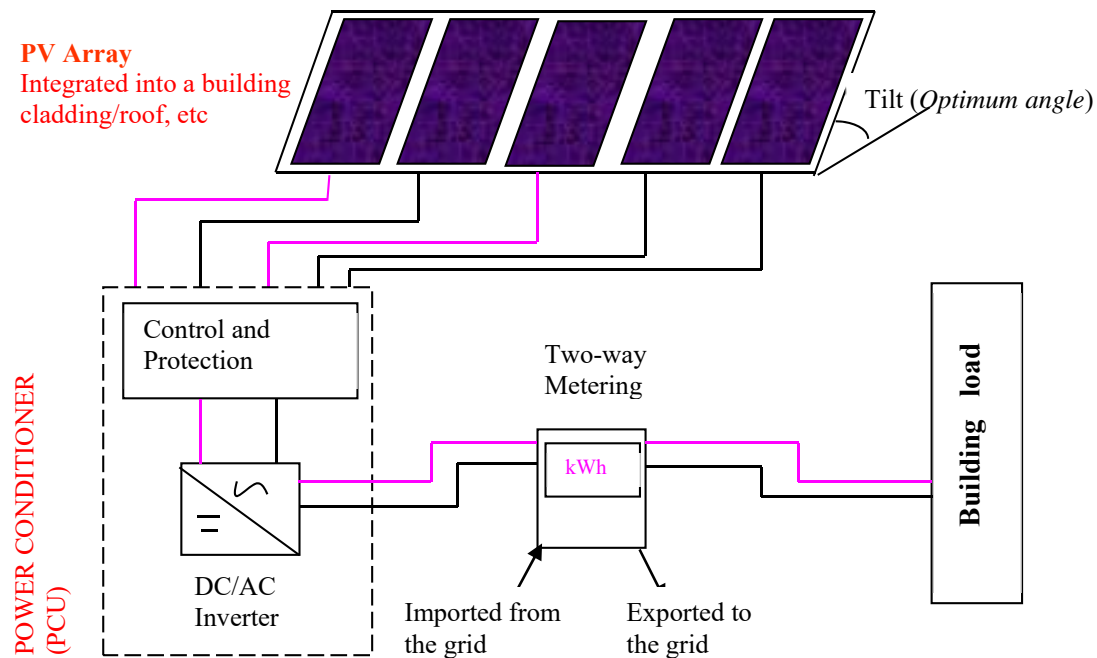 PV Array
Integrated into a building
cladding/roof, etc
Tilt (Optimum angle)
Control and
Protection
POWER CONDITIONER
(PCU)
DC/AC
Inverter
Two-way
Metering
kWh
Imported from
the grid
Exported to
the grid
Building load